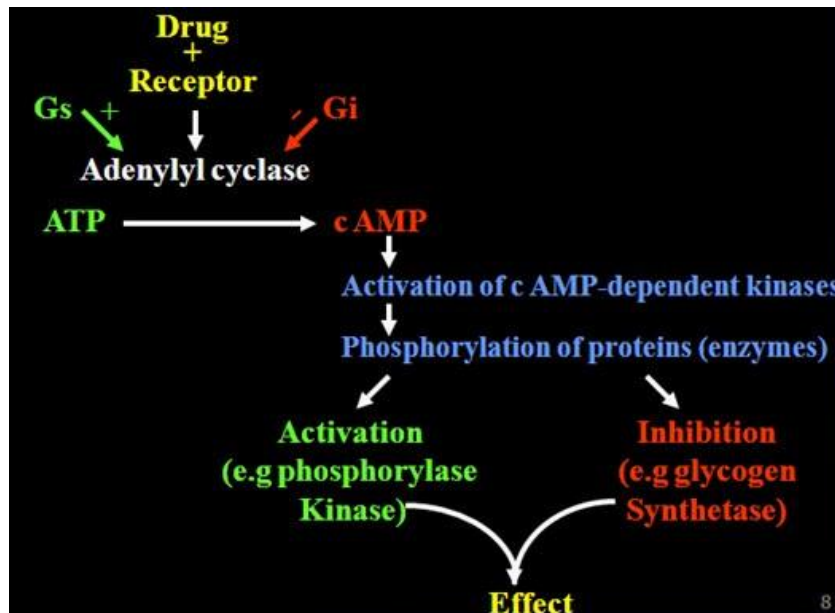 Drug
+
Receptor
Gs + - Gi
Adenylyl cyclase
ATP c AMP
Activation of c AMP-dependent kinases
Phosphorylation of proteins (enzymes)
Activation Inhibition
(e.g phosphorylase (e.g glycogen
Kinase) Synthetase)
Effect
8